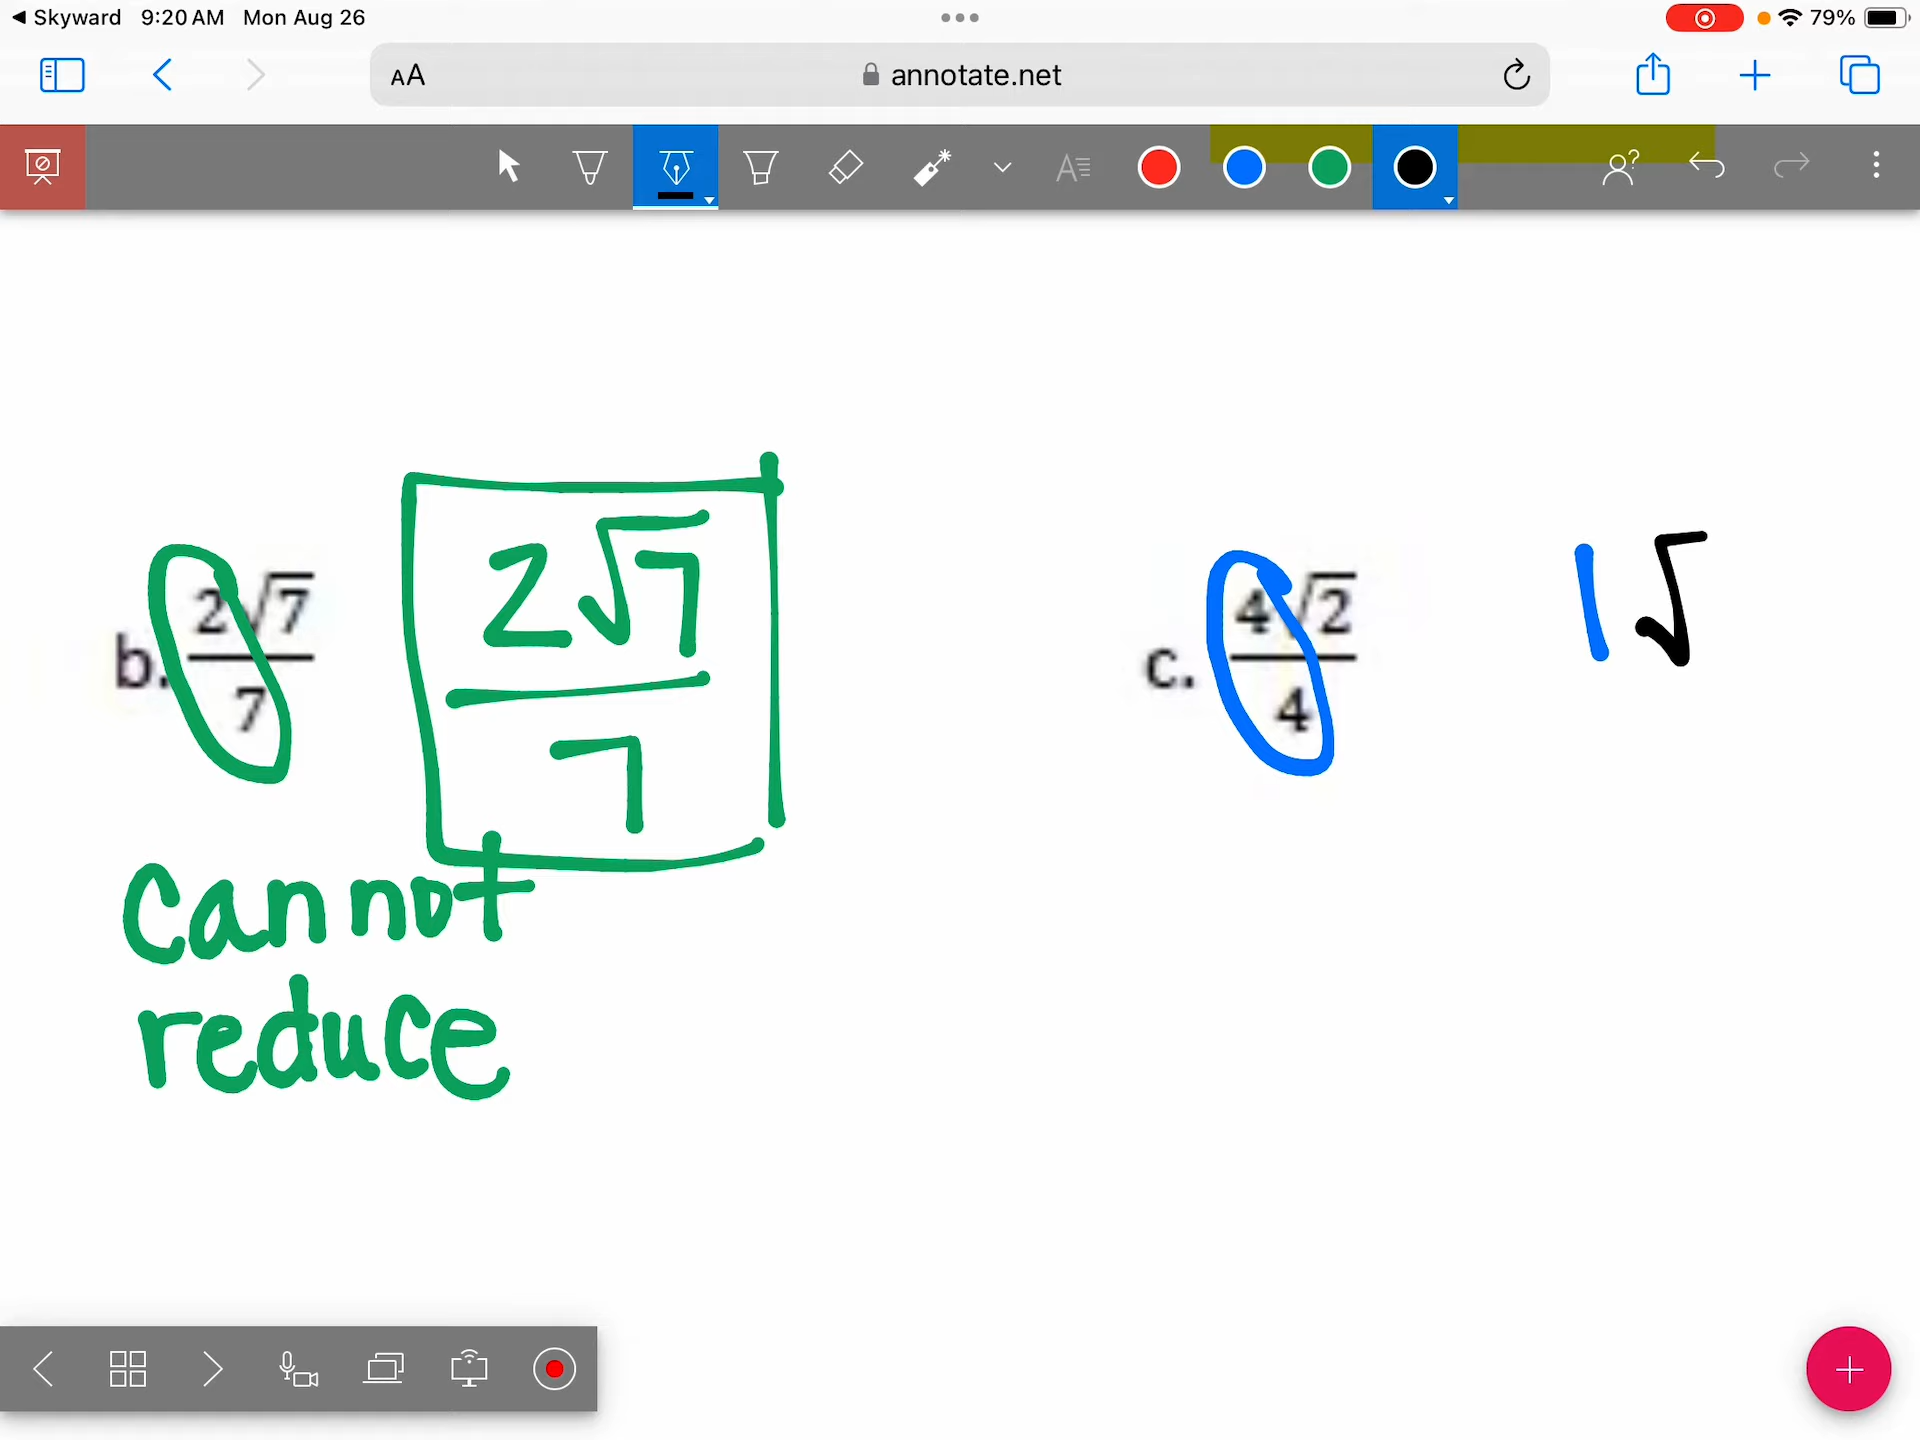 Skyward 9:20 AM Mon Aug 26
79%
AA
annotate.net
b. 2√7/7
2√7
7
cannot
reduce
c. 4√2/4
1√